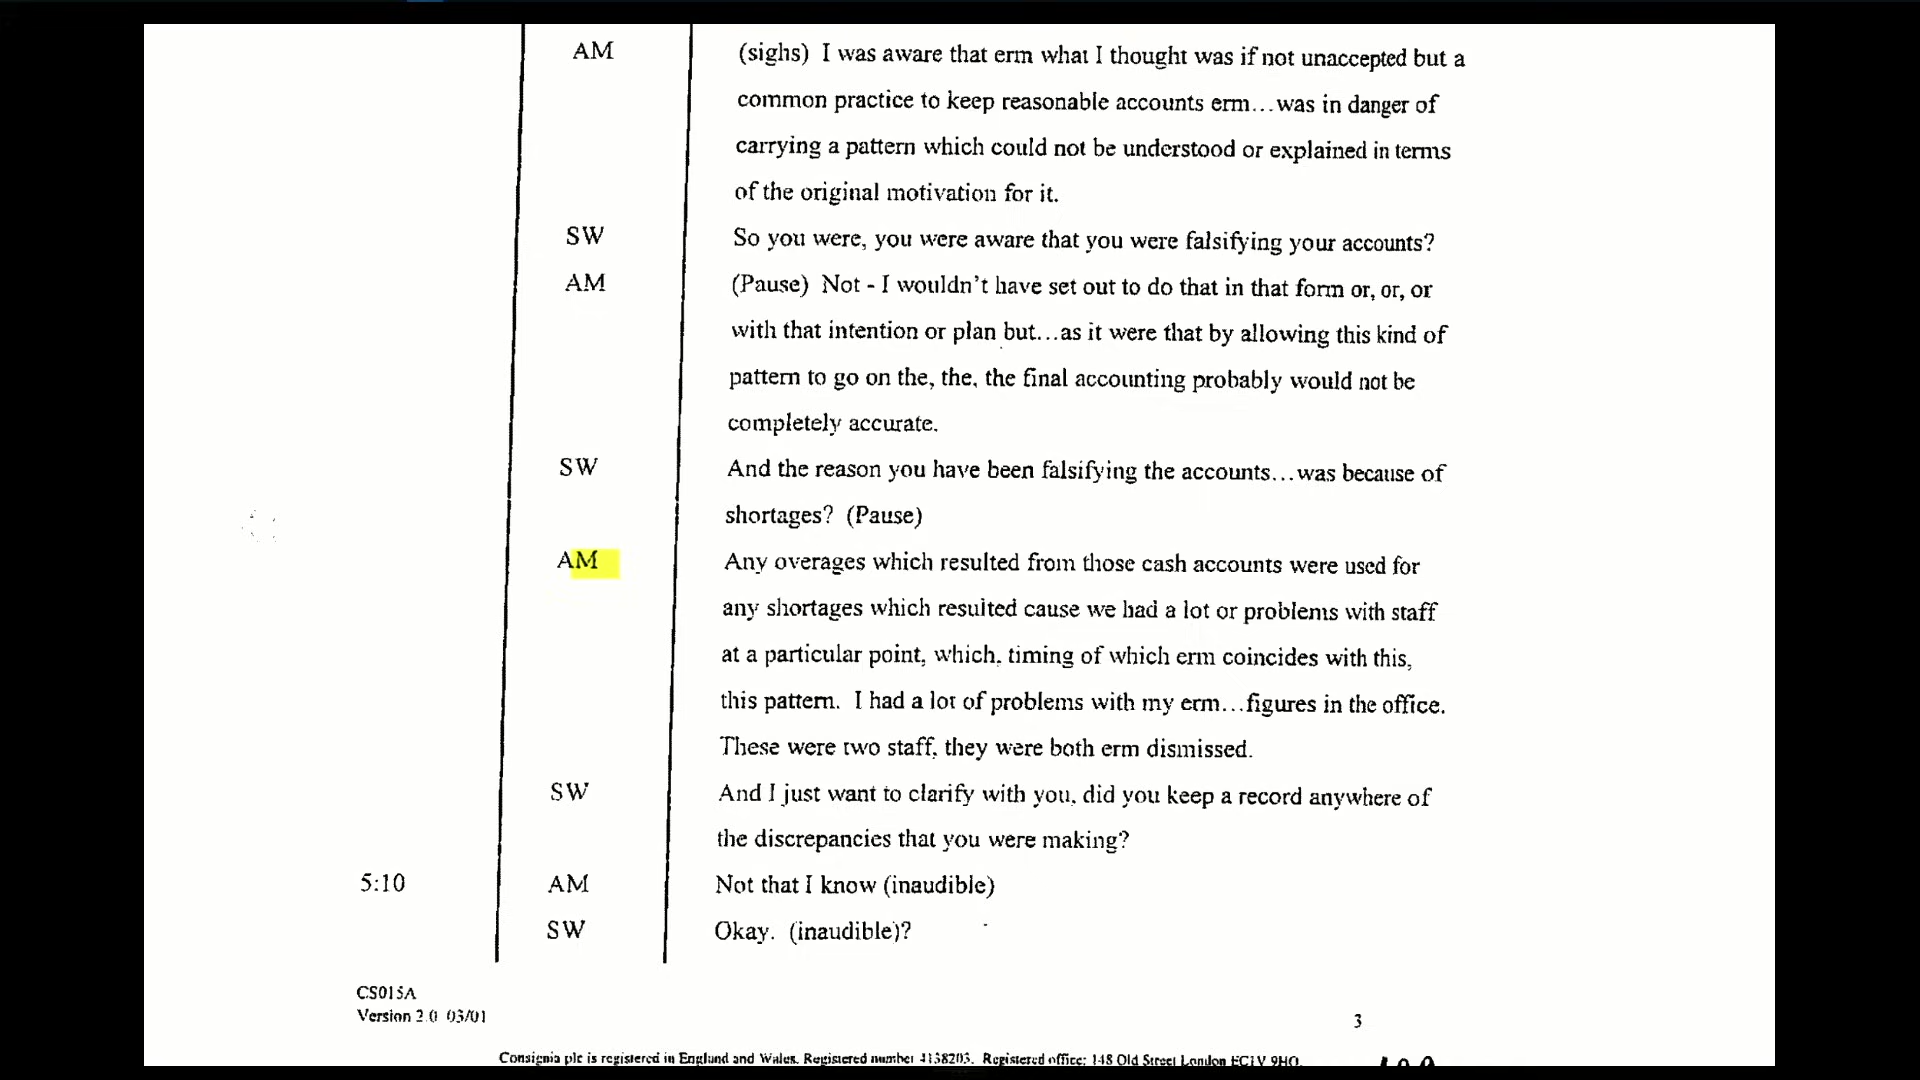 AM (sighs) I was aware that erm what I thought was if not unaccepted but a
common practice to keep reasonable accounts erm...was in danger of
carrying a pattern which could not be understood or explained in terms
of the original motivation for it.
SW So you were, you were aware that you were falsifying your accounts?
AM (Pause) Not - I wouldn't have set out to do that in that form or, or, or
with that intention or plan but...as it were that by allowing this kind of
pattern to go on the, the, the final accounting probably would not be
completely accurate.
SW And the reason you have been falsifying the accounts...was because of
shortages? (Pause)
AM Any overages which resulted from those cash accounts were used for
any shortages which resulted cause we had a lot or problems with staff
at a particular point, which, timing of which erm coincides with this,
this pattern. I had a lot of problems with my erm...figures in the office.
These were two staff, they were both erm dismissed.
SW And I just want to clarify with you, did you keep a record anywhere of
the discrepancies that you were making?
5:10 AM Not that I know (inaudible)
SW Okay. (inaudible)?
CS015A
Version 2.0 03/01
3
Consignia plc is registered in England and Wales. Registered number 4138203. Registered office: 148 Old Street London EC1V 9HQ.